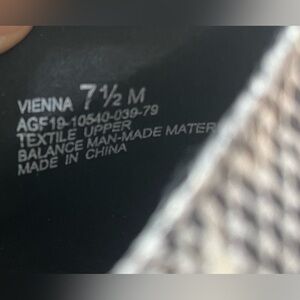 VIENNA 7½ M
AGF19-10540-039-79
TEXTILE UPPER
BALANCE MAN-MADE MATER
MADE IN CHINA